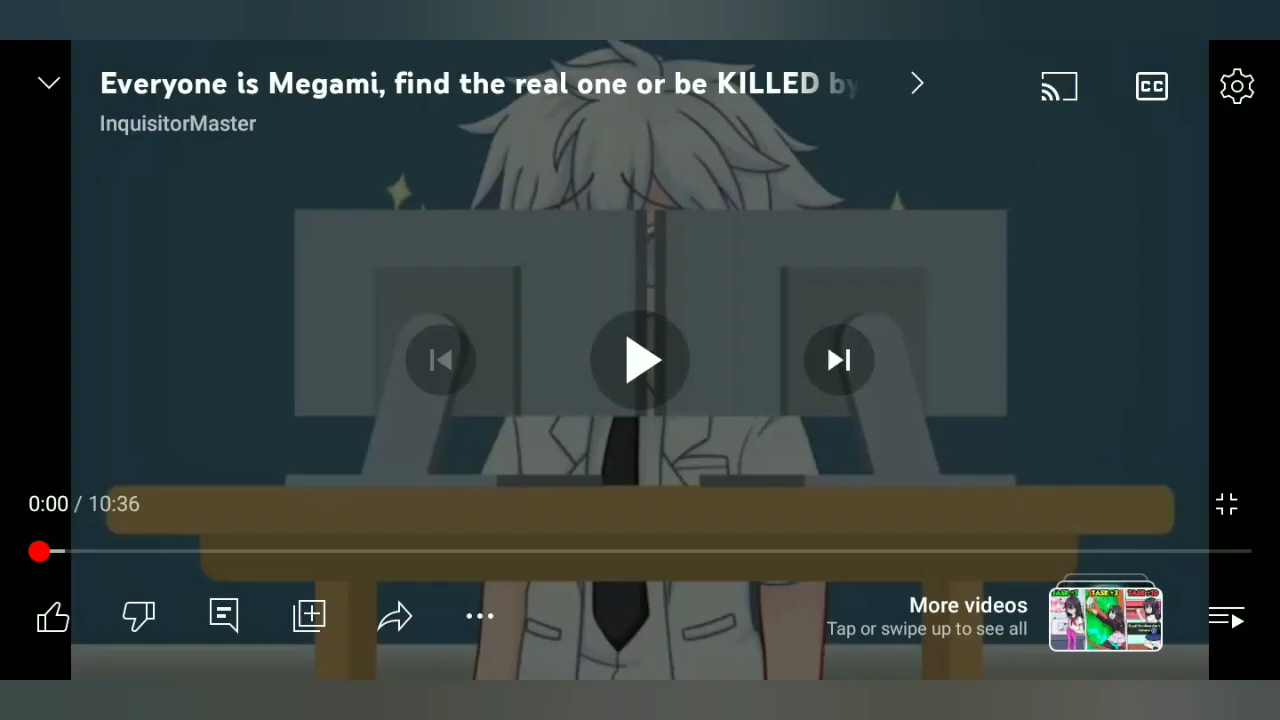 Everyone is Megami, find the real one or be KILLED by
InquisitorMaster
CC
0:00 / 10:36
More videos
Tap or swipe up to see all